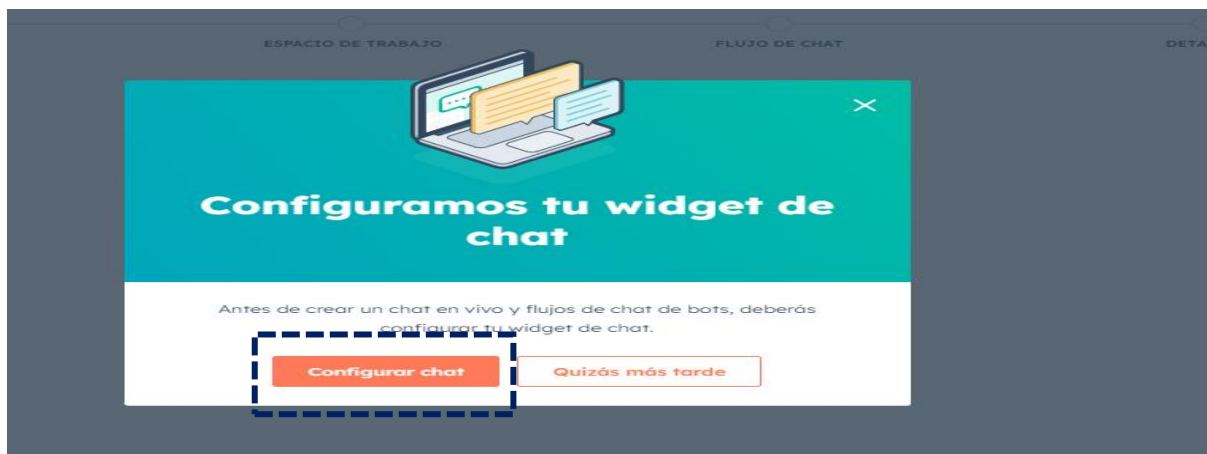 ESPACIO DE TRABAJO
FLUJO DE CHAT
DETA
Configuramos tu widget de
chat
Antes de crear un chat en vivo y flujos de chat de bots, deberás
configurar tu widget de chat.
Configurar chat
Quizás más tarde